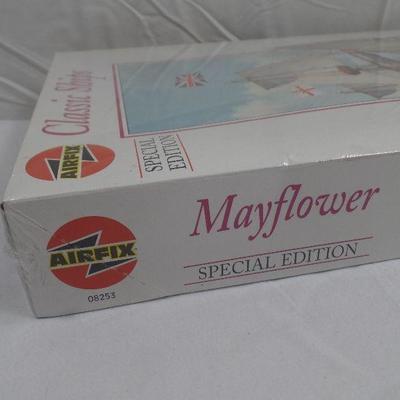 Classic Ships
SPECIAL
EDITION
AIRFIX
Mayflower
SPECIAL EDITION
AIRFIX
08253